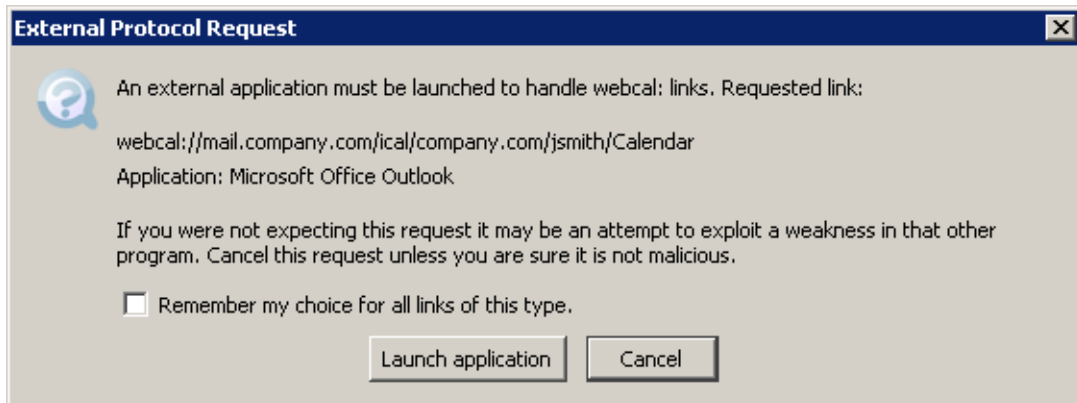 External Protocol Request
An external application must be launched to handle webcal: links. Requested link:
webcal://mail.company.com/ical/company.com/jsmith/Calendar
Application: Microsoft Office Outlook
If you were not expecting this request it may be an attempt to exploit a weakness in that other
program. Cancel this request unless you are sure it is not malicious.
Remember my choice for all links of this type.
Launch application
Cancel